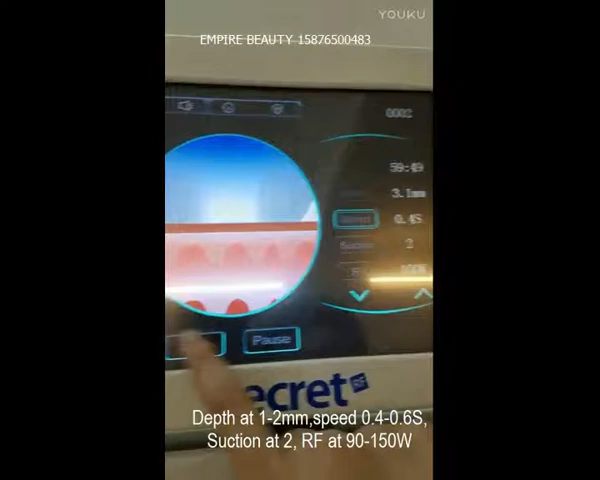 YOUKU
EMPIRE BEAUTY 15876500483
0002
59:49
3.1mm
0.4S
2
Pause
ecret RF
Depth at 1-2mm,speed 0.4-0.6S,
Suction at 2, RF at 90-150W